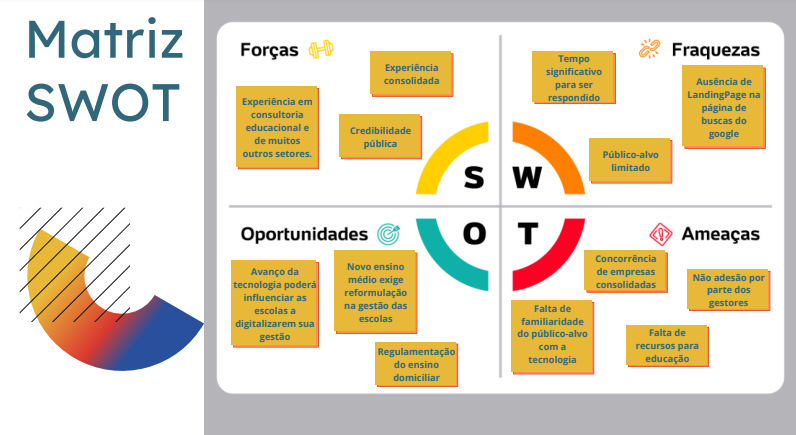 Matriz
SWOT
Forças
Experiência
consolidada
Experiência em
consultoria
educacional e
de muitos
outros setores.
Credibilidade
pública
S
Fraquezas
Tempo
significativo
para ser
respondido
Ausência de
LandingPage na
página de
buscas do
google
Público-alvo
limitado
W
Oportunidades
O
Avanço da
tecnologia poderá
influenciar as
escolas a
digitalizarem sua
gestão
Novo ensino
médio exige
reformulação
na gestão das
escolas
Regulamentação
do ensino
domiciliar
T
Ameaças
Concorrência
de empresas
consolidadas
Não adesão por
parte dos
gestores
Falta de
familiaridade
do público-alvo
com a
tecnologia
Falta de
recursos para
educação